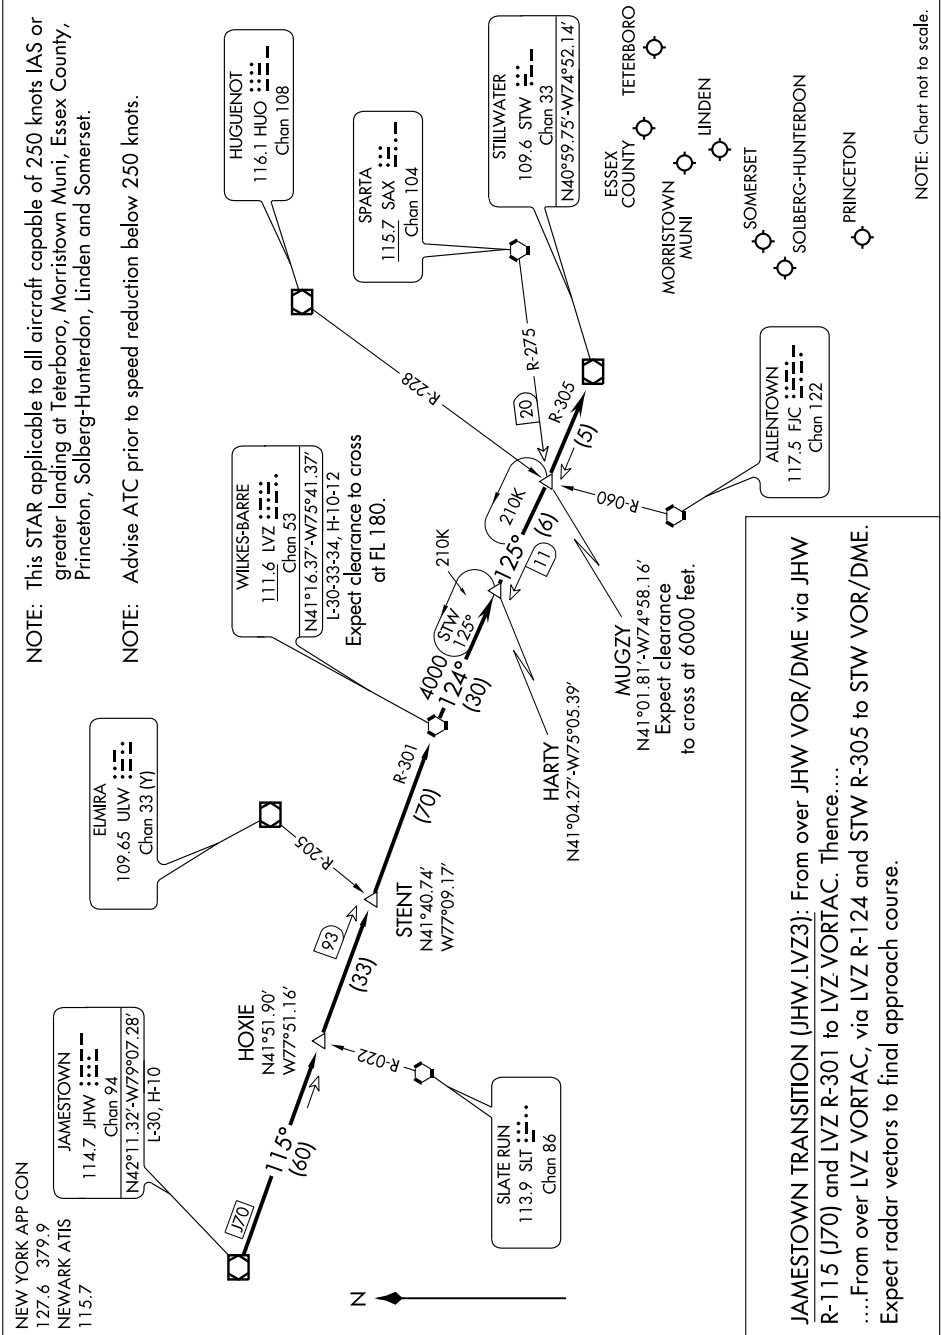 NEW YORK APP CON
127.6 379.9
NEWARK ATIS
115.7
NOTE: This STAR applicable to all aircraft capable of 250 knots IAS or
greater landing at Teterboro, Morristown Muni, Essex County,
Princeton, Solberg-Hunterdon, Linden and Somerset.
NOTE: Advise ATC prior to speed reduction below 250 knots.
JAMESTOWN
114.7 JHW
Chan 94
N42°11.32'-W79°07.28'
L-30, H-10
ELMIRA
109.65 ULW
Chan 33 (Y)
WILKES-BARRE
111.6 LVZ
Chan 53
N41°16.37'-W75°41.37'
L-30-33-34, H-10-12
Expect clearance to cross
at FL 180.
HUGUENOT
116.1 HUO
Chan 108
SPARTA
115.7 SAX
Chan 104
STILLWATER
109.6 STW
Chan 33
N40°59.75'-W74°52.14'
J70
115°
(60)
HOXIE
N41°51.90'
W77°51.16'
R-022
SLATE RUN
113.9 SLT
Chan 86
93
(33)
R-205
STENT
N41°40.74'
W77°09.17'
(70)
R-301
4000
124°
(30)
STW
125°
210K
HARTY
N41°04.27'-W75°05.39'
125°
(6)
11
210K
MUGZY
N41°01.81'-W74°58.16'
Expect clearance
to cross at 6000 feet.
R-228
R-275
20
R-305
(5)
R-060
ALLENTOWN
117.5 FJC
Chan 122
TETERBORO
ESSEX
COUNTY
LINDEN
MORRISTOWN
MUNI
SOMERSET
SOLBERG-HUNTERDON
PRINCETON
NOTE: Chart not to scale.
N
JAMESTOWN TRANSITION (JHW.LVZ3): From over JHW VOR/DME via JHW
R-115 (J70) and LVZ R-301 to LVZ VORTAC. Thence....
....From over LVZ VORTAC, via LVZ R-124 and STW R-305 to STW VOR/DME.
Expect radar vectors to final approach course.